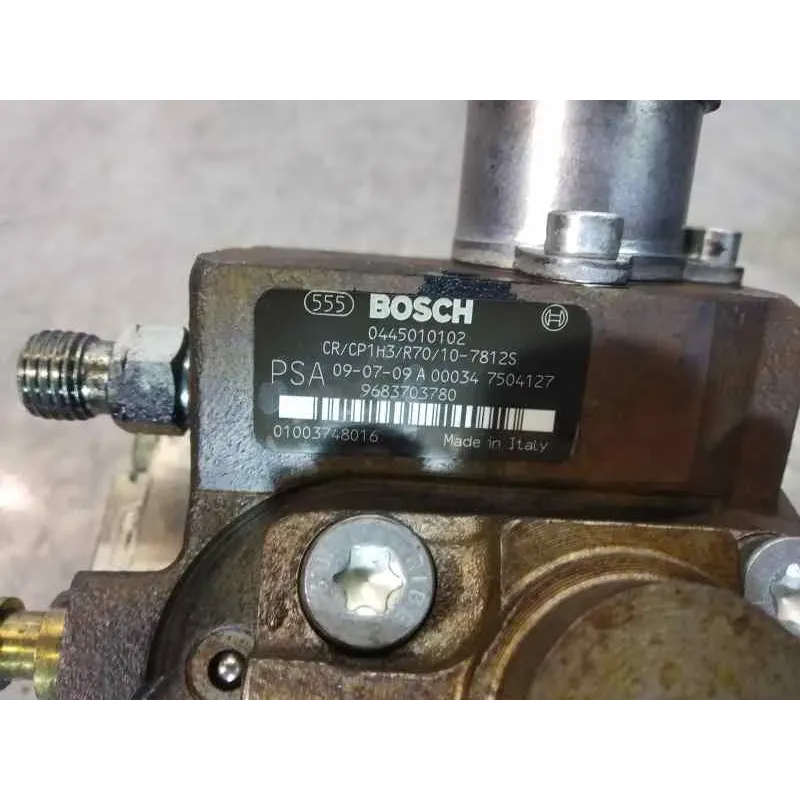 555 BOSCH
0445010102
CR/CP1H3/R70/10-7812S
PSA 09-07-09 A 00034 7504127
9683703780
01003748016 Made in Italy